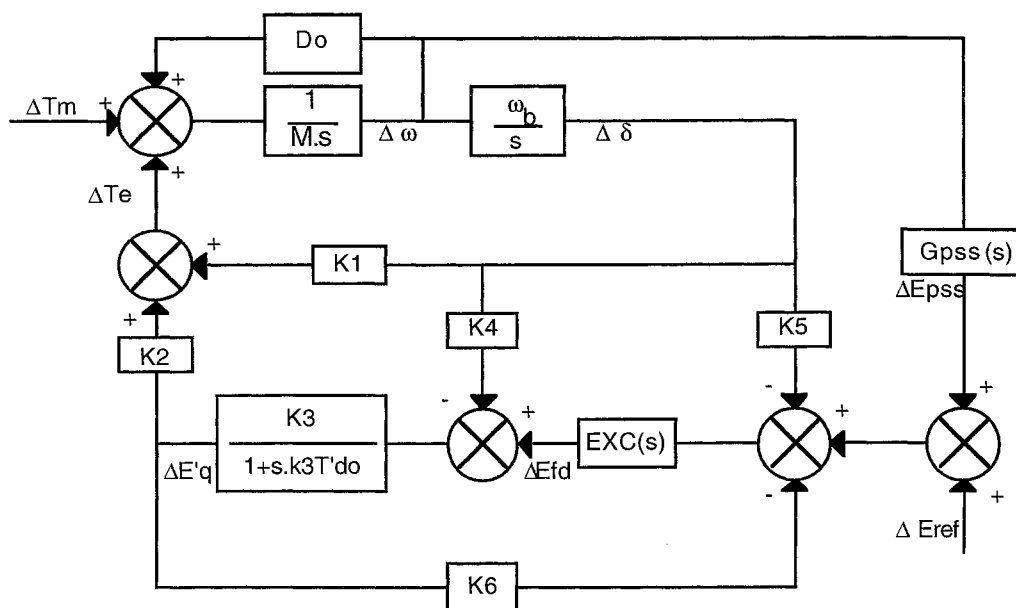 Do
+
ΔTm
+
1
M.s
Δ ω
ω_b
s
Δ δ
+
ΔTe
+
K1
Gpss(s)
ΔEpss
+
K2
K4
K5
-
-
+
K3
1+s.k3T'do
+
EXC(s)
+
ΔE'q
ΔEfd
-
+
Δ Eref
K6